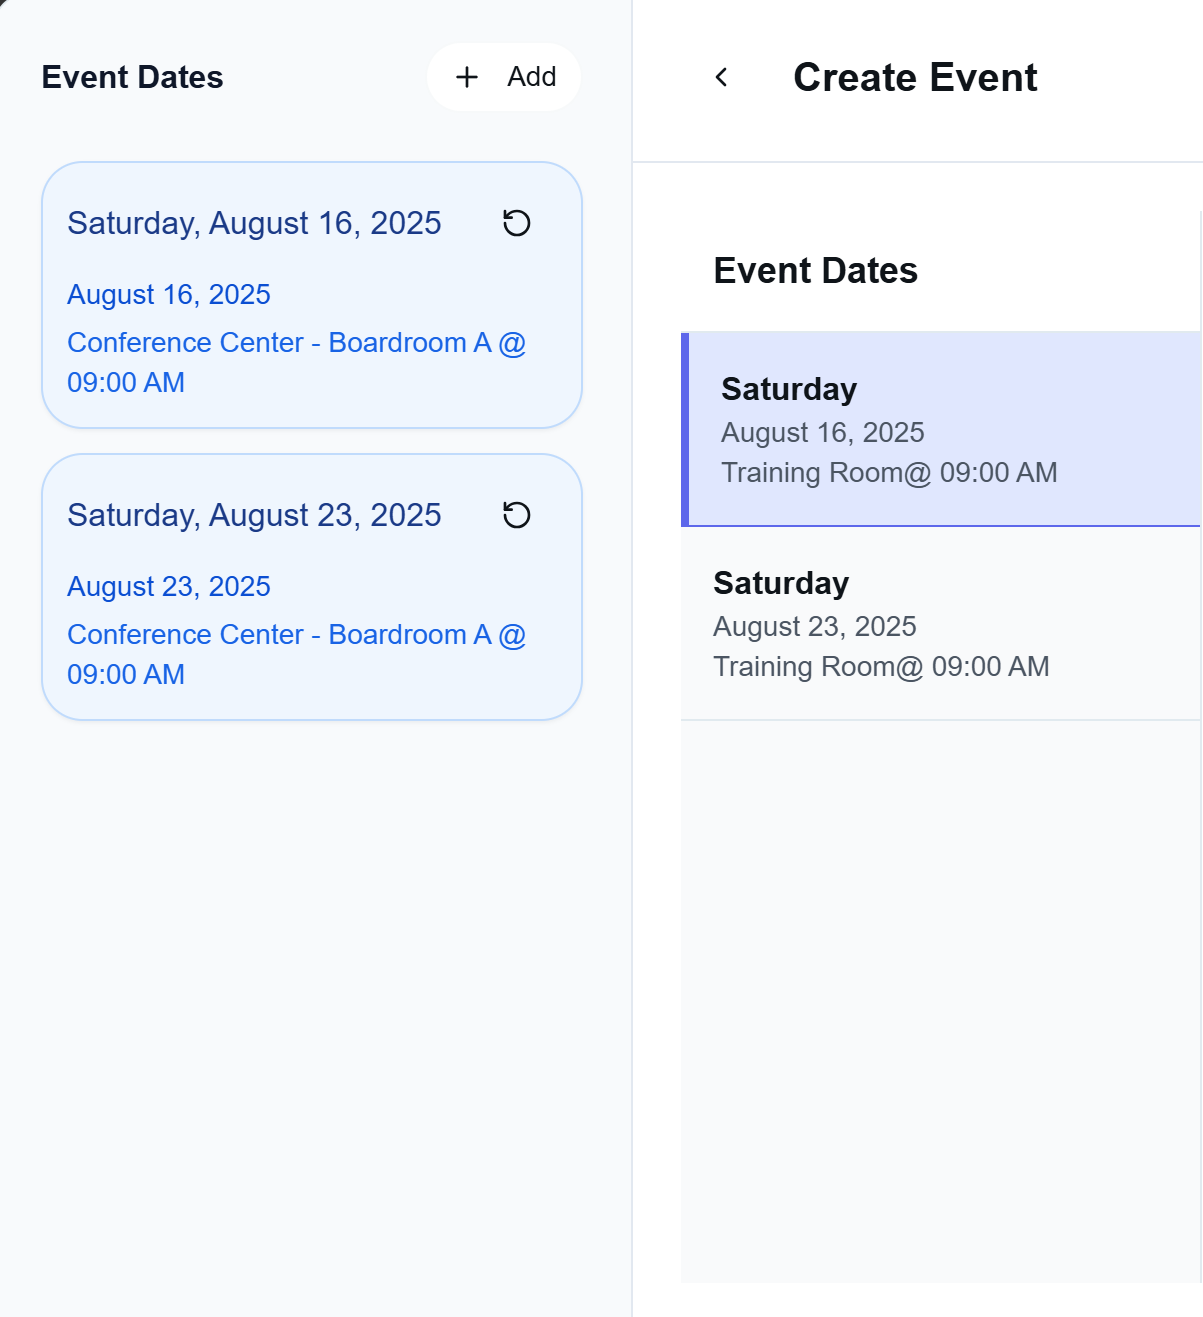 Event Dates
Add
Saturday, August 16, 2025
August 16, 2025
Conference Center - Boardroom A @
09:00 AM
Saturday, August 23, 2025
August 23, 2025
Conference Center - Boardroom A @
09:00 AM
Create Event
Event Dates
Saturday
August 16, 2025
Training Room@ 09:00 AM
Saturday
August 23, 2025
Training Room@ 09:00 AM